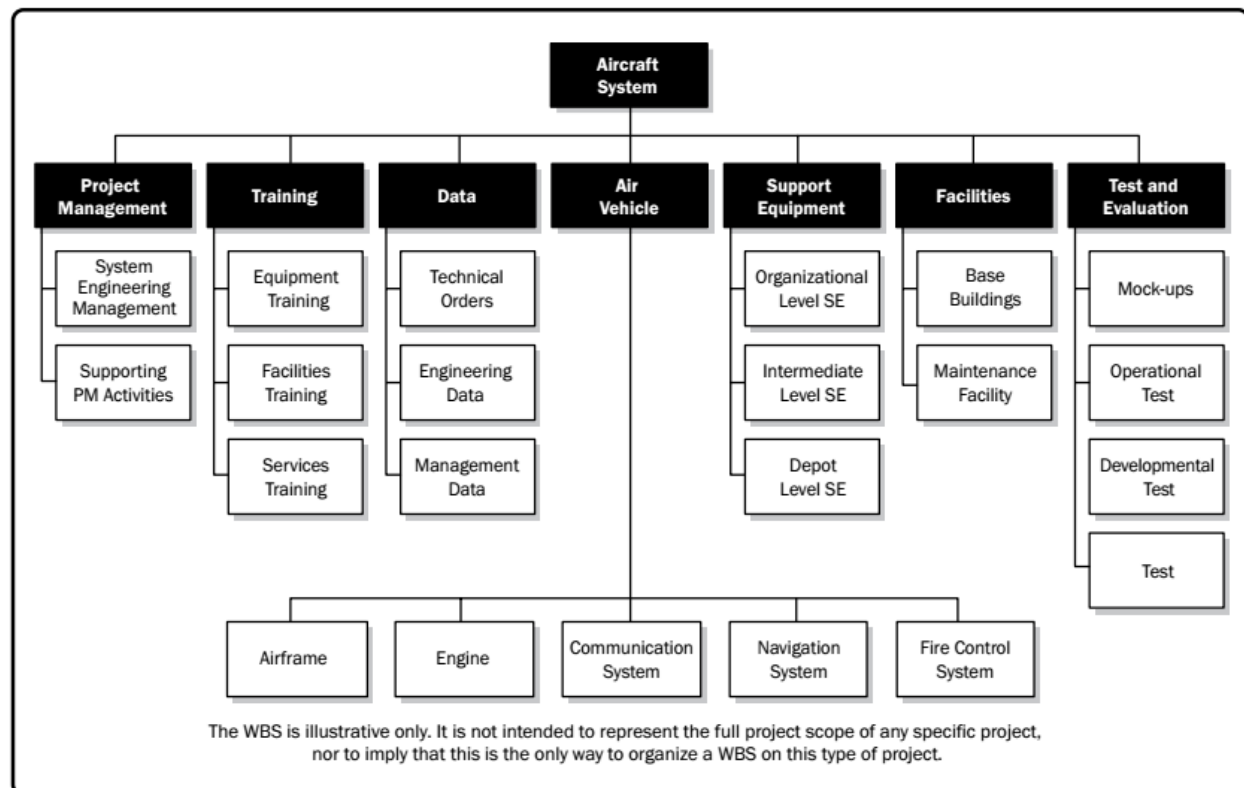 Aircraft
System
Project
Management
Training
Data
Air
Vehicle
Support
Equipment
Facilities
Test and
Evaluation
System
Engineering
Management
Supporting
PM Activities
Equipment
Training
Facilities
Training
Services
Training
Technical
Orders
Engineering
Data
Management
Data
Organizational
Level SE
Intermediate
Level SE
Depot
Level SE
Base
Buildings
Maintenance
Facility
Mock-ups
Operational
Test
Developmental
Test
Test
Airframe
Engine
Communication
System
Navigation
System
Fire Control
System
The WBS is illustrative only. It is not intended to represent the full project scope of any specific project,
nor to imply that this is the only way to organize a WBS on this type of project.